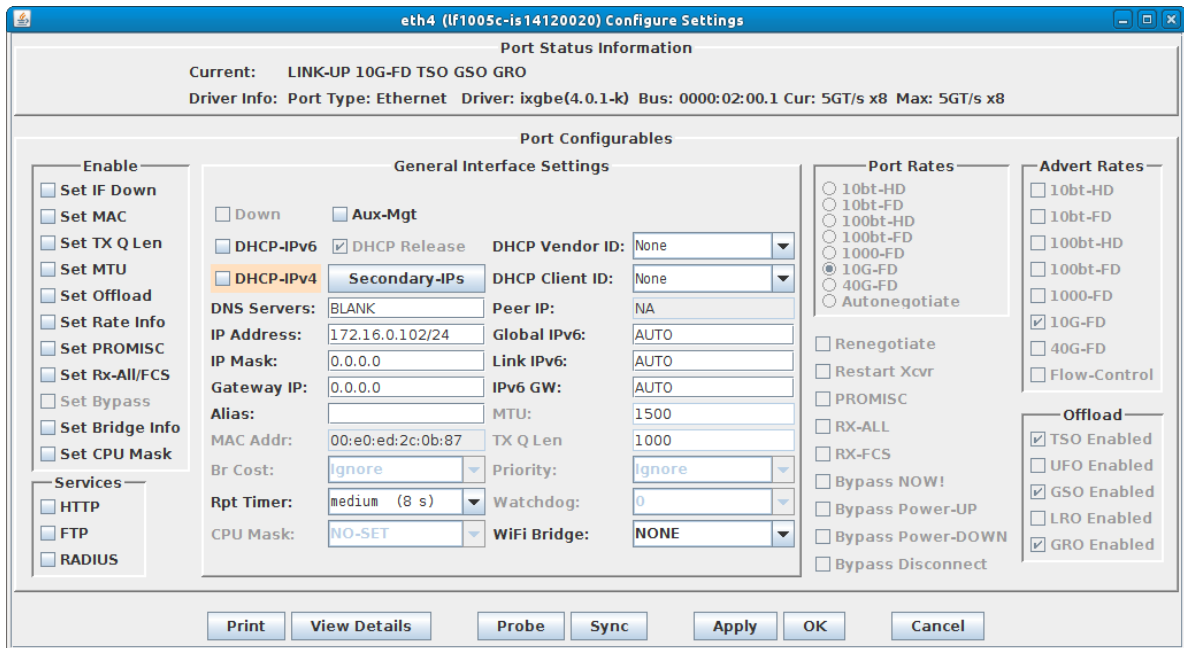 eth4 (lf1005c-is14120020) Configure Settings
Port Status Information
Current: LINK-UP 10G-FD TSO GSO GRO
Driver Info: Port Type: Ethernet Driver: ixgbe(4.0.1-k) Bus: 0000:02:00.1 Cur: 5GT/s x8 Max: 5GT/s x8
Port Configurables
Enable
Set IF Down
Set MAC
Set TX Q Len
Set MTU
Set Offload
Set Rate Info
Set PROMISC
Set Rx-All/FCS
Set Bypass
Set Bridge Info
Set CPU Mask
Services
HTTP
FTP
RADIUS
General Interface Settings
Down Aux-Mgt
DHCP-IPv6 DHCP Release DHCP Vendor ID: None
DHCP-IPv4 Secondary-IPs DHCP Client ID: None
DNS Servers: BLANK Peer IP: NA
IP Address: 172.16.0.102/24 Global IPv6: AUTO
IP Mask: 0.0.0.0 Link IPv6: AUTO
Gateway IP: 0.0.0.0 IPv6 GW: AUTO
Alias: MTU: 1500
MAC Addr: 00:e0:ed:2c:0b:87 TX Q Len 1000
Br Cost: Ignore Priority: Ignore
Rpt Timer: medium (8 s) Watchdog: 0
CPU Mask: NO-SET WiFi Bridge: NONE
Port Rates
10bt-HD
10bt-FD
100bt-HD
100bt-FD
1000-FD
10G-FD
40G-FD
Autonegotiate
Renegotiate
Restart Xcvr
PROMISC
RX-ALL
RX-FCS
Bypass NOW!
Bypass Power-UP
Bypass Power-DOWN
Bypass Disconnect
Advert Rates
10bt-HD
10bt-FD
100bt-HD
100bt-FD
1000-FD
10G-FD
40G-FD
Flow-Control
Offload
TSO Enabled
UFO Enabled
GSO Enabled
LRO Enabled
GRO Enabled
Print View Details Probe Sync Apply OK Cancel